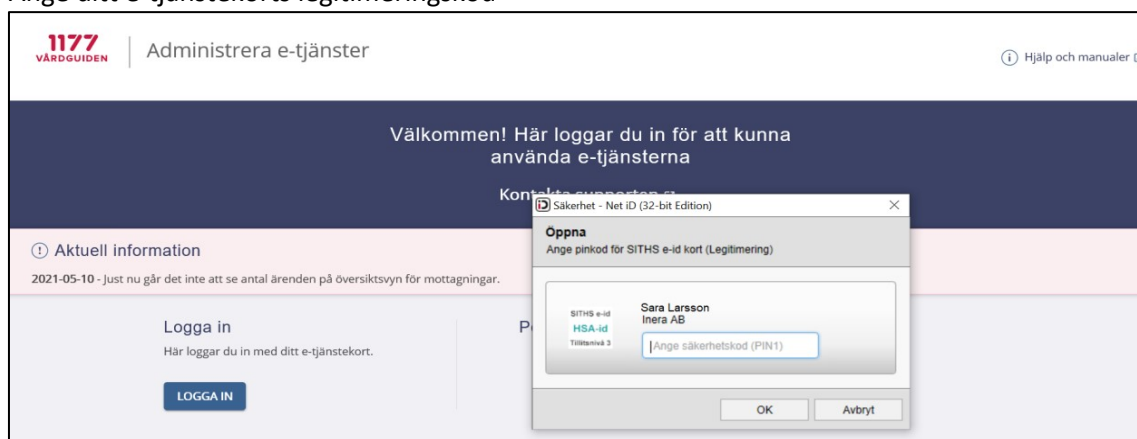 Ange ditt e-tjänstekorts legitimeringskod
1177
VÅRDGUIDEN
Administrera e-tjänster
Hjälp och manualer
Välkommen! Här loggar du in för att kunna
använda e-tjänsterna
Kontakta supporten
Säkerhet - Net iD (32-bit Edition)
Öppna
Ange pinkod för SITHS e-id kort (Legitimering)
Aktuell information
2021-05-10 - Just nu går det inte att se antal ärenden på översiktsvyn för mottagningar.
SITHS e-id
HSA-id
Tillitsnivå 3
Sara Larsson
Inera AB
Ange säkerhetskod (PIN1)
OK
Avbryt
Logga in
Här loggar du in med ditt e-tjänstekort.
LOGGA IN